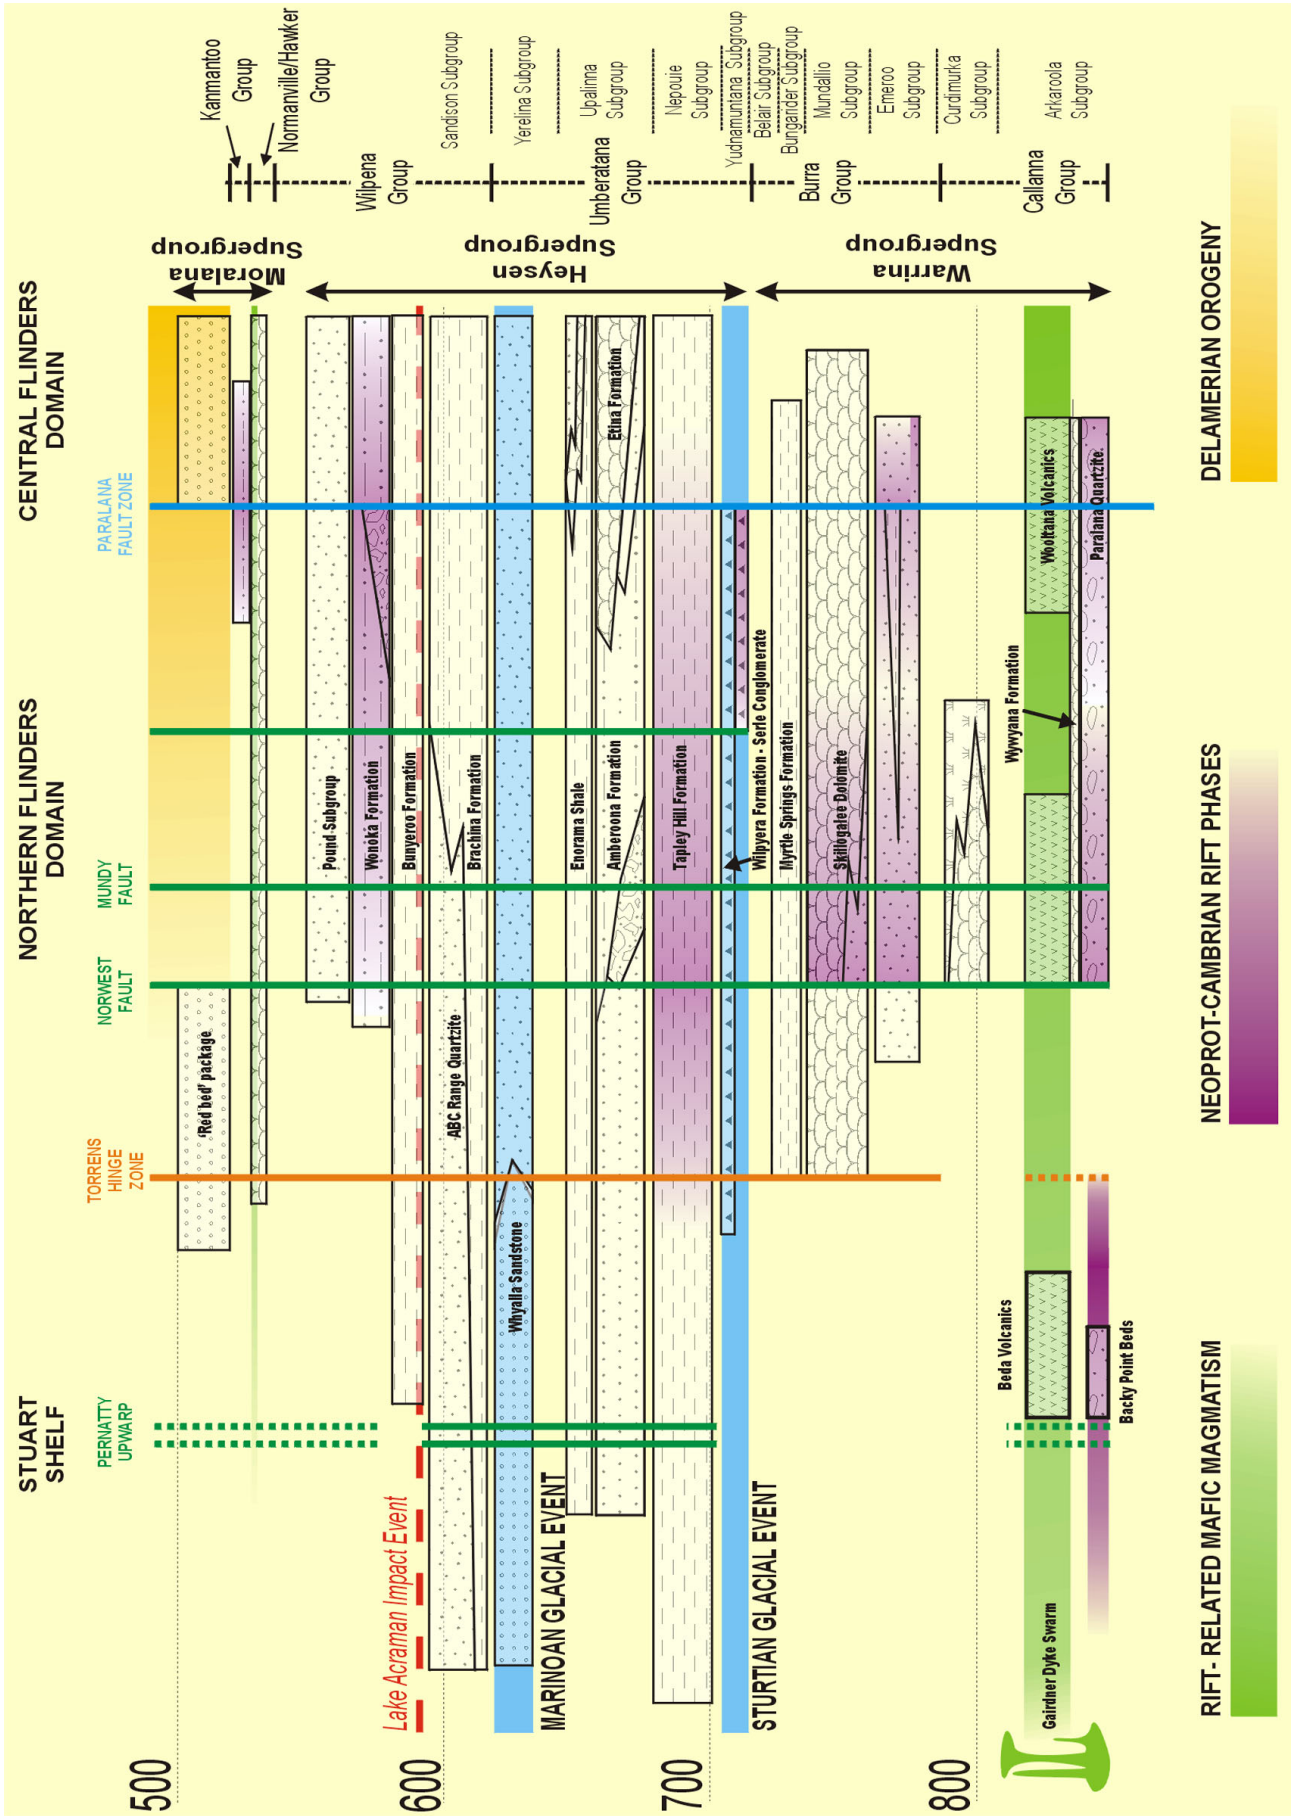 STUART
SHELF
NORTHERN FLINDERS
DOMAIN
CENTRAL FLINDERS
DOMAIN
PERNATTY
UPWARP
TORRENS
HINGE
ZONE
NORWEST
FAULT
MUNDY
FAULT
PARALANA
FAULT ZONE
500
600
700
800
'Red bed' package
Pound Subgroup
Wonoka Formation
Bunyeroo Formation
Lake Acraman Impact Event
ABC Range Quartzite
Brachina Formation
Whyalla Sandstone
MARINOAN GLACIAL EVENT
Enorama Shale
Amberoona Formation
Etina Formation
Tapley Hill Formation
STURTIAN GLACIAL EVENT
Wilpyera Formation - Serle Conglomerate
Myrtle Springs Formation
Skillogalee Dolomite
Wywyana Formation
Beda Volcanics
Wooltana Volcanics
Gairdner Dyke Swarm
Paralana Quartzite
Backy Point Beds
Moralana
Supergroup
Heysen
Supergroup
Warrina
Supergroup
Kanmantoo
Group
Normanville/Hawker
Group
Wilpena
Group
Umberatana
Group
Burra
Group
Callanna
Group
Sandison Subgroup
Yerelina Subgroup
Upalinna
Subgroup
Nepouie
Subgroup
Yudnamuntana Subgroup
Belair Subgroup
Bungarider Subgroup
Mundallio
Subgroup
Emeroo
Subgroup
Curdimurka
Subgroup
Arkaroola
Subgroup
RIFT- RELATED MAFIC MAGMATISM
NEOPROT-CAMBRIAN RIFT PHASES
DELAMERIAN OROGENY